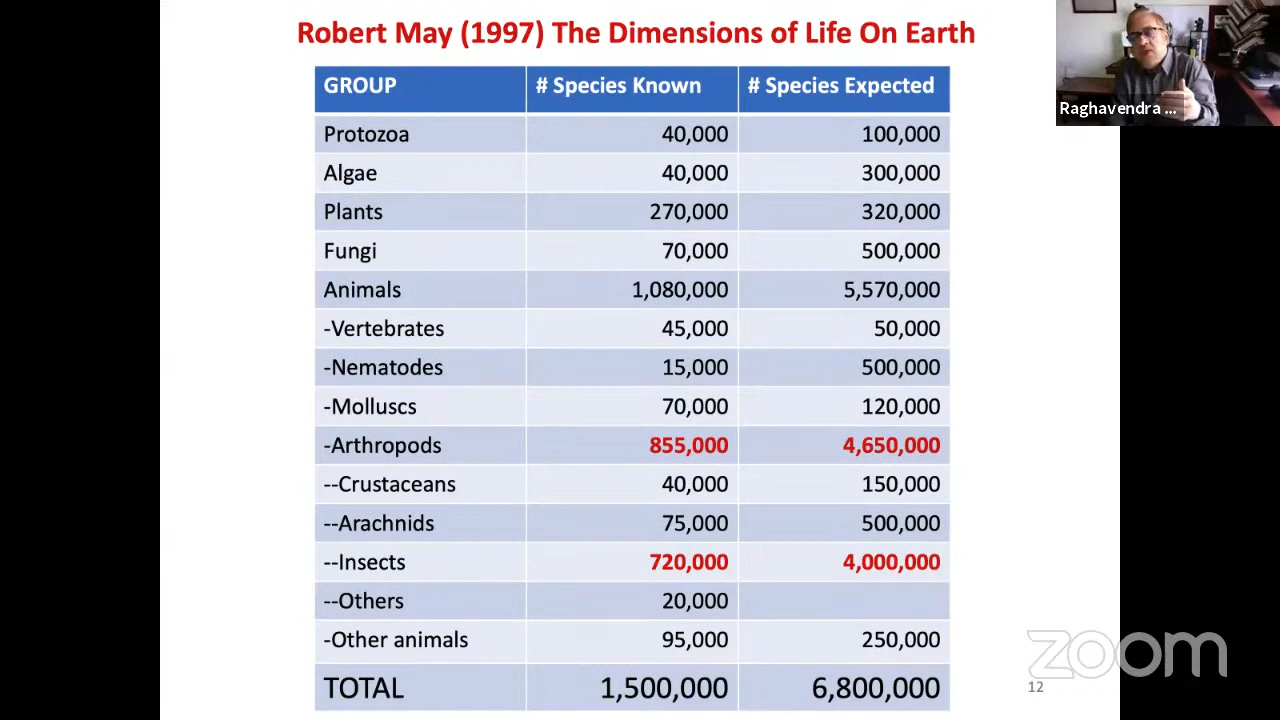 Robert May (1997) The Dimensions of Life On Earth
Raghavendra ...
GROUP # Species Known # Species Expected
Protozoa 40,000 100,000
Algae 40,000 300,000
Plants 270,000 320,000
Fungi 70,000 500,000
Animals 1,080,000 5,570,000
-Vertebrates 45,000 50,000
-Nematodes 15,000 500,000
-Molluscs 70,000 120,000
-Arthropods 855,000 4,650,000
--Crustaceans 40,000 150,000
--Arachnids 75,000 500,000
--Insects 720,000 4,000,000
--Others 20,000
-Other animals 95,000 250,000
TOTAL 1,500,000 6,800,000
zoom
12